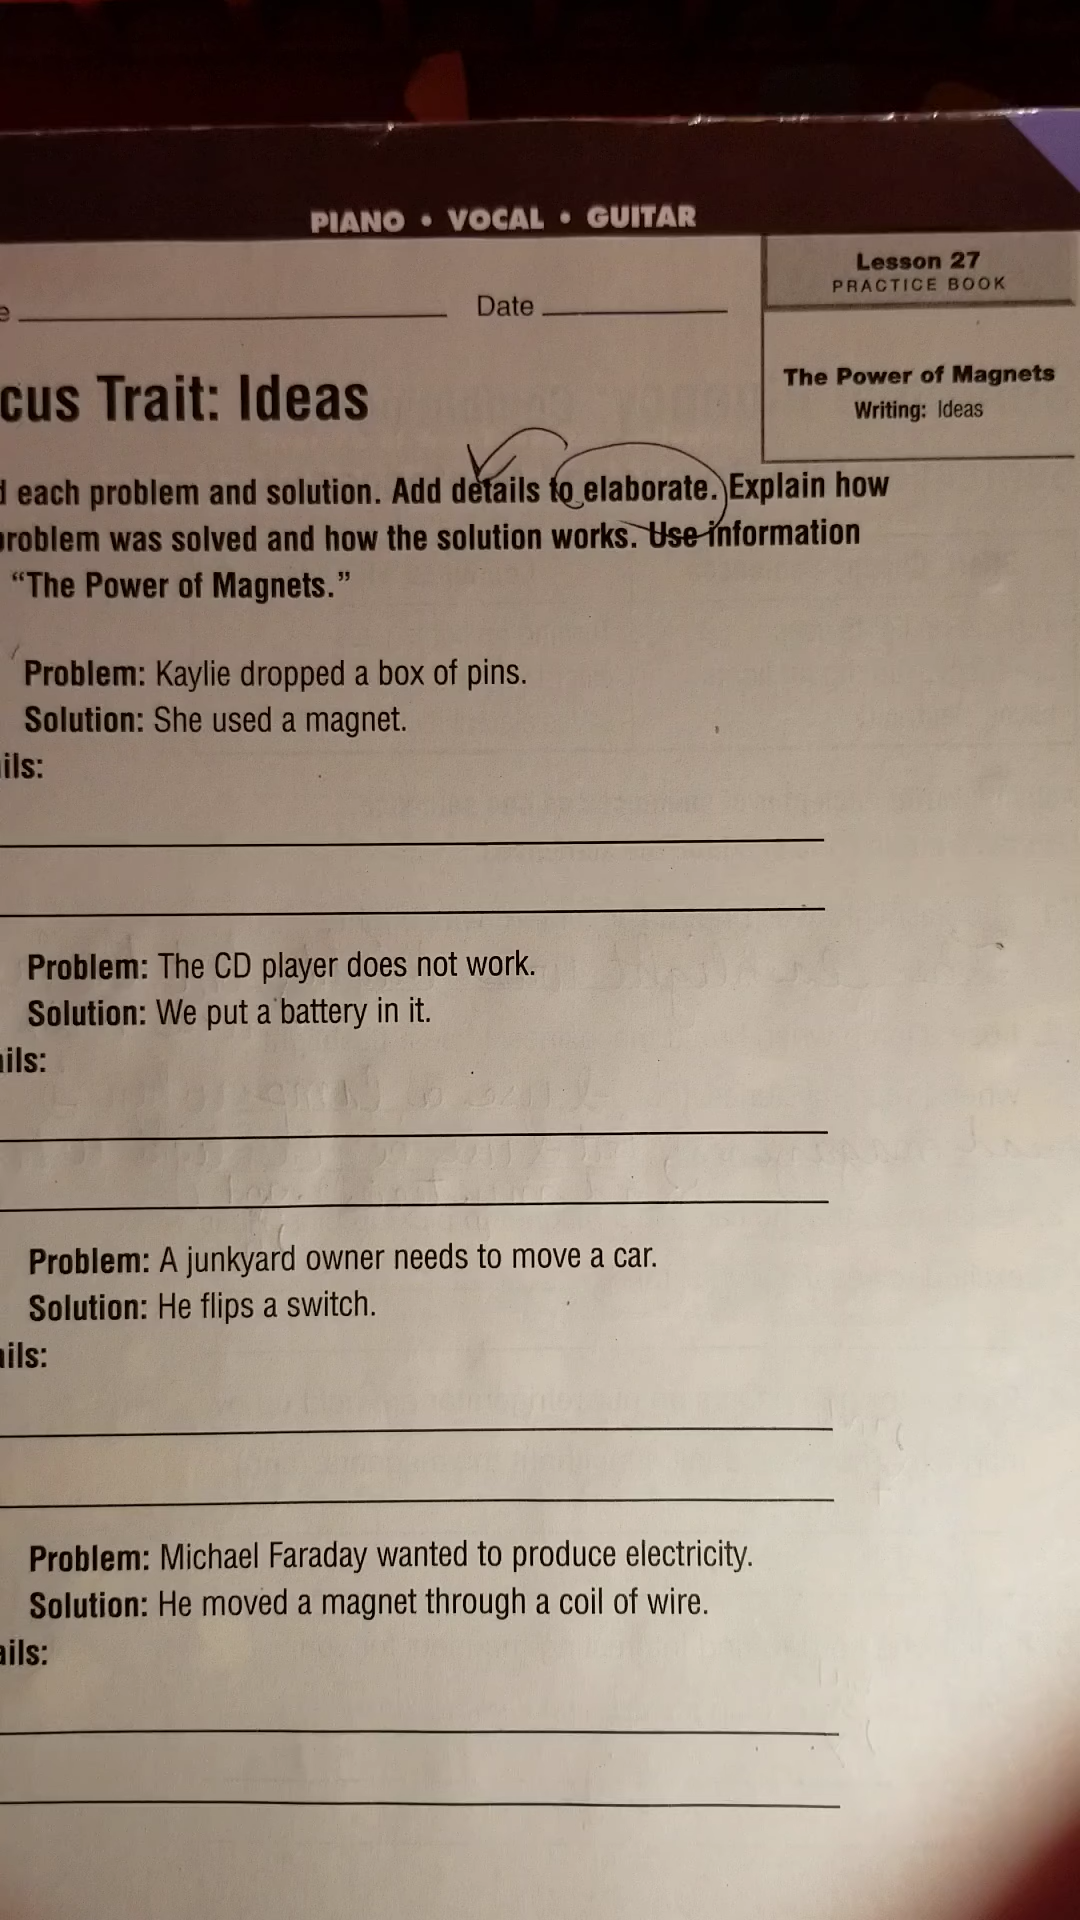 PIANO • VOCAL • GUITAR
Lesson 27
PRACTICE BOOK
e Date
The Power of Magnets
Writing: Ideas
cus Trait: Ideas
d each problem and solution. Add details to elaborate. Explain how
problem was solved and how the solution works. Use information
“The Power of Magnets.”
Problem: Kaylie dropped a box of pins.
Solution: She used a magnet.
ils:
Problem: The CD player does not work.
Solution: We put a battery in it.
ails:
Problem: A junkyard owner needs to move a car.
Solution: He flips a switch.
ails:
Problem: Michael Faraday wanted to produce electricity.
Solution: He moved a magnet through a coil of wire.
ails: